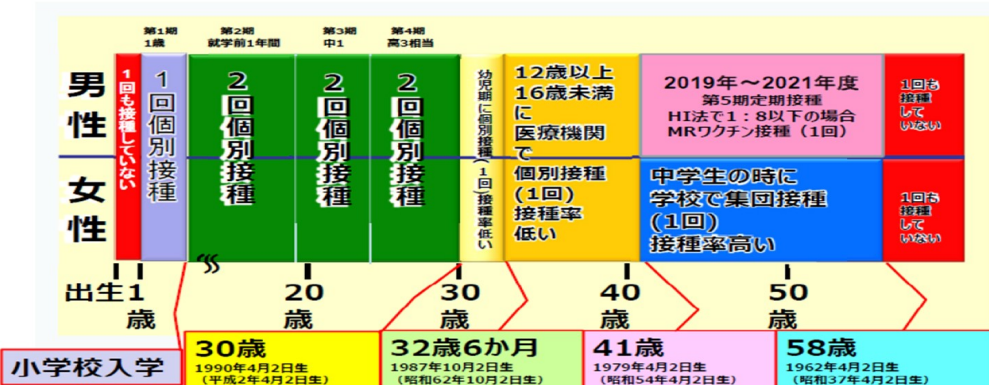 第1期
1歳
第2期
就学前1年間
第3期
中1
第4期
高3相当
男性
女性
1回も接種していない
1回個別接種
2回個別接種
2回個別接種
2回個別接種
幼児期に個別接種(1回)接種率低い
12歳以上
16歳未満
に
医療機関
で
個別接種
(1回)
接種率
低い
2019年～2021年度
第5期定期接種
HI法で1：8以下の場合
MRワクチン接種（1回）
中学生の時に
学校で集団接種
(1回)
接種率高い
1回も
接種
して
いない
1回も
接種
して
いない
出生1
歳
20
歳
30
歳
40
歳
50
歳
小学校入学
30歳
1990年4月2日生
（平成2年4月2日生）
32歳6か月
1987年10月2日生
（昭和62年10月2日生）
41歳
1979年4月2日生
（昭和54年4月2日生）
58歳
1962年4月2日生
（昭和37年4月2日生）